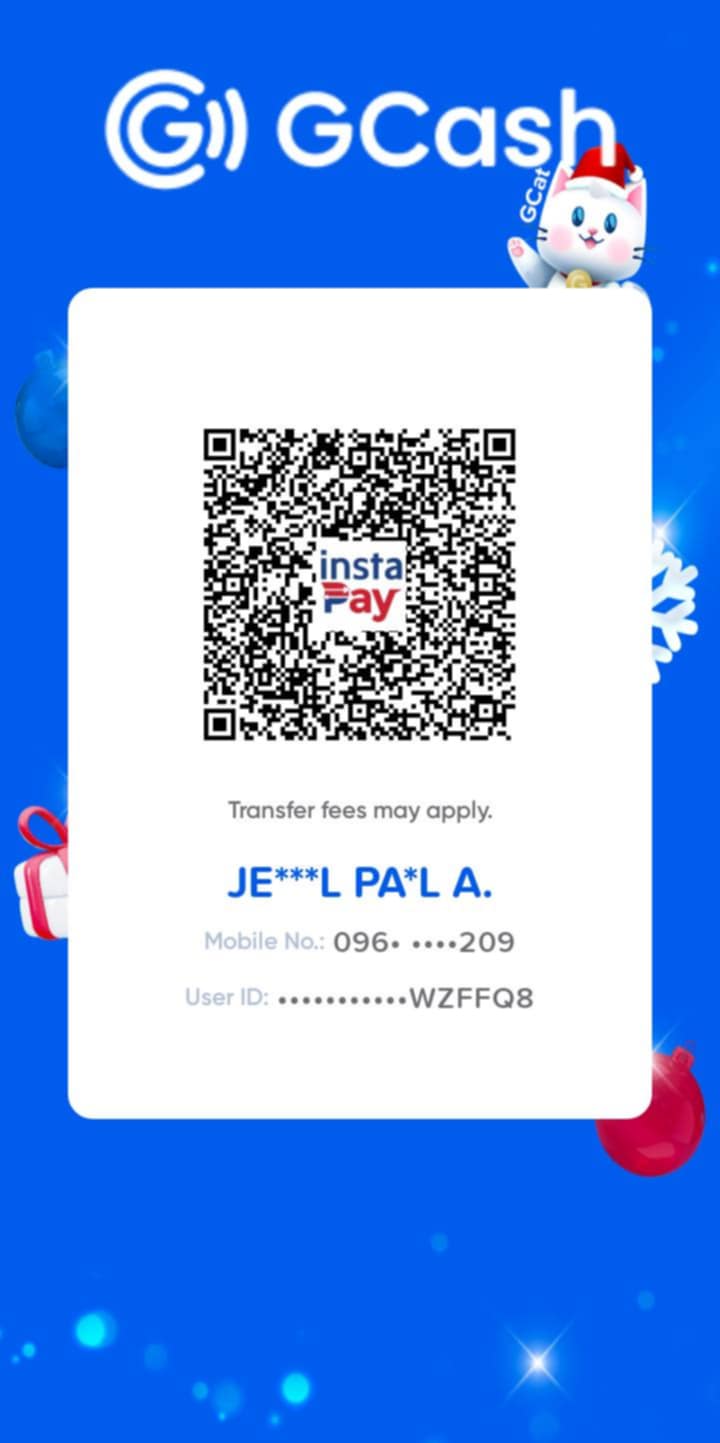 GCash
GCat
insta
Pay
Transfer fees may apply.
JE***L PA*L A.
Mobile No.: 096• ••••209
User ID: •••••••••••WZFFQ8